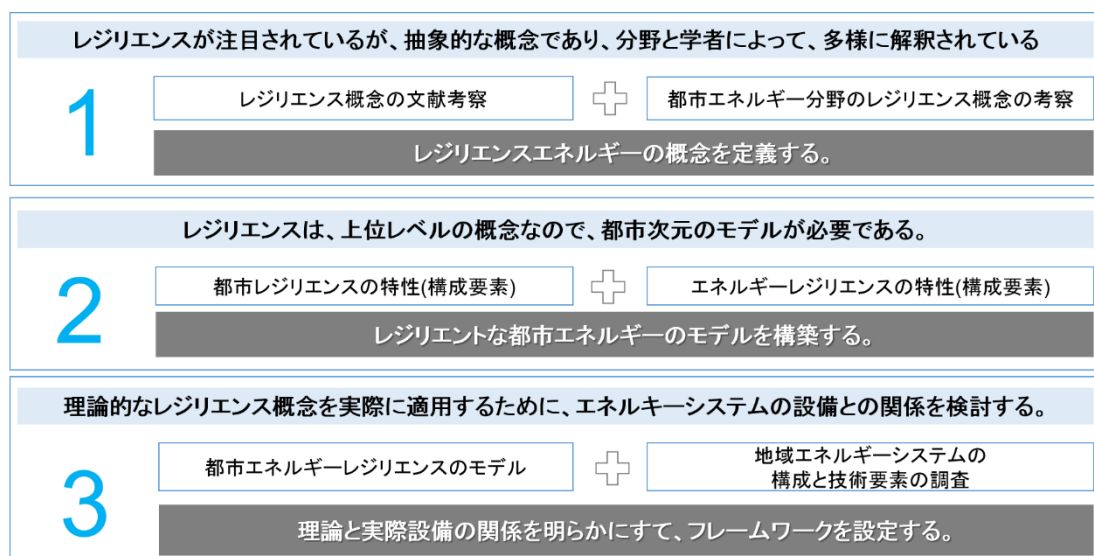 レジリエンスが注目されているが、抽象的な概念であり、分野と学者によって、多様に解釈されている
1
レジリエンス概念の文献考察
都市エネルギー分野のレジリエンス概念の考察
レジリエンスエネルギーの概念を定義する。
レジリエンスは、上位レベルの概念なので、都市次元のモデルが必要である。
2
都市レジリエンスの特性(構成要素)
エネルギーレジリエンスの特性(構成要素)
レジリエントな都市エネルギーのモデルを構築する。
理論的なレジリエンス概念を実際に適用するために、エネルキーシステムの設備との関係を検討する。
3
都市エネルギーレジリエンスのモデル
地域エネルギーシステムの
構成と技術要素の調査
理論と実際設備の関係を明らかにすて、フレームワークを設定する。